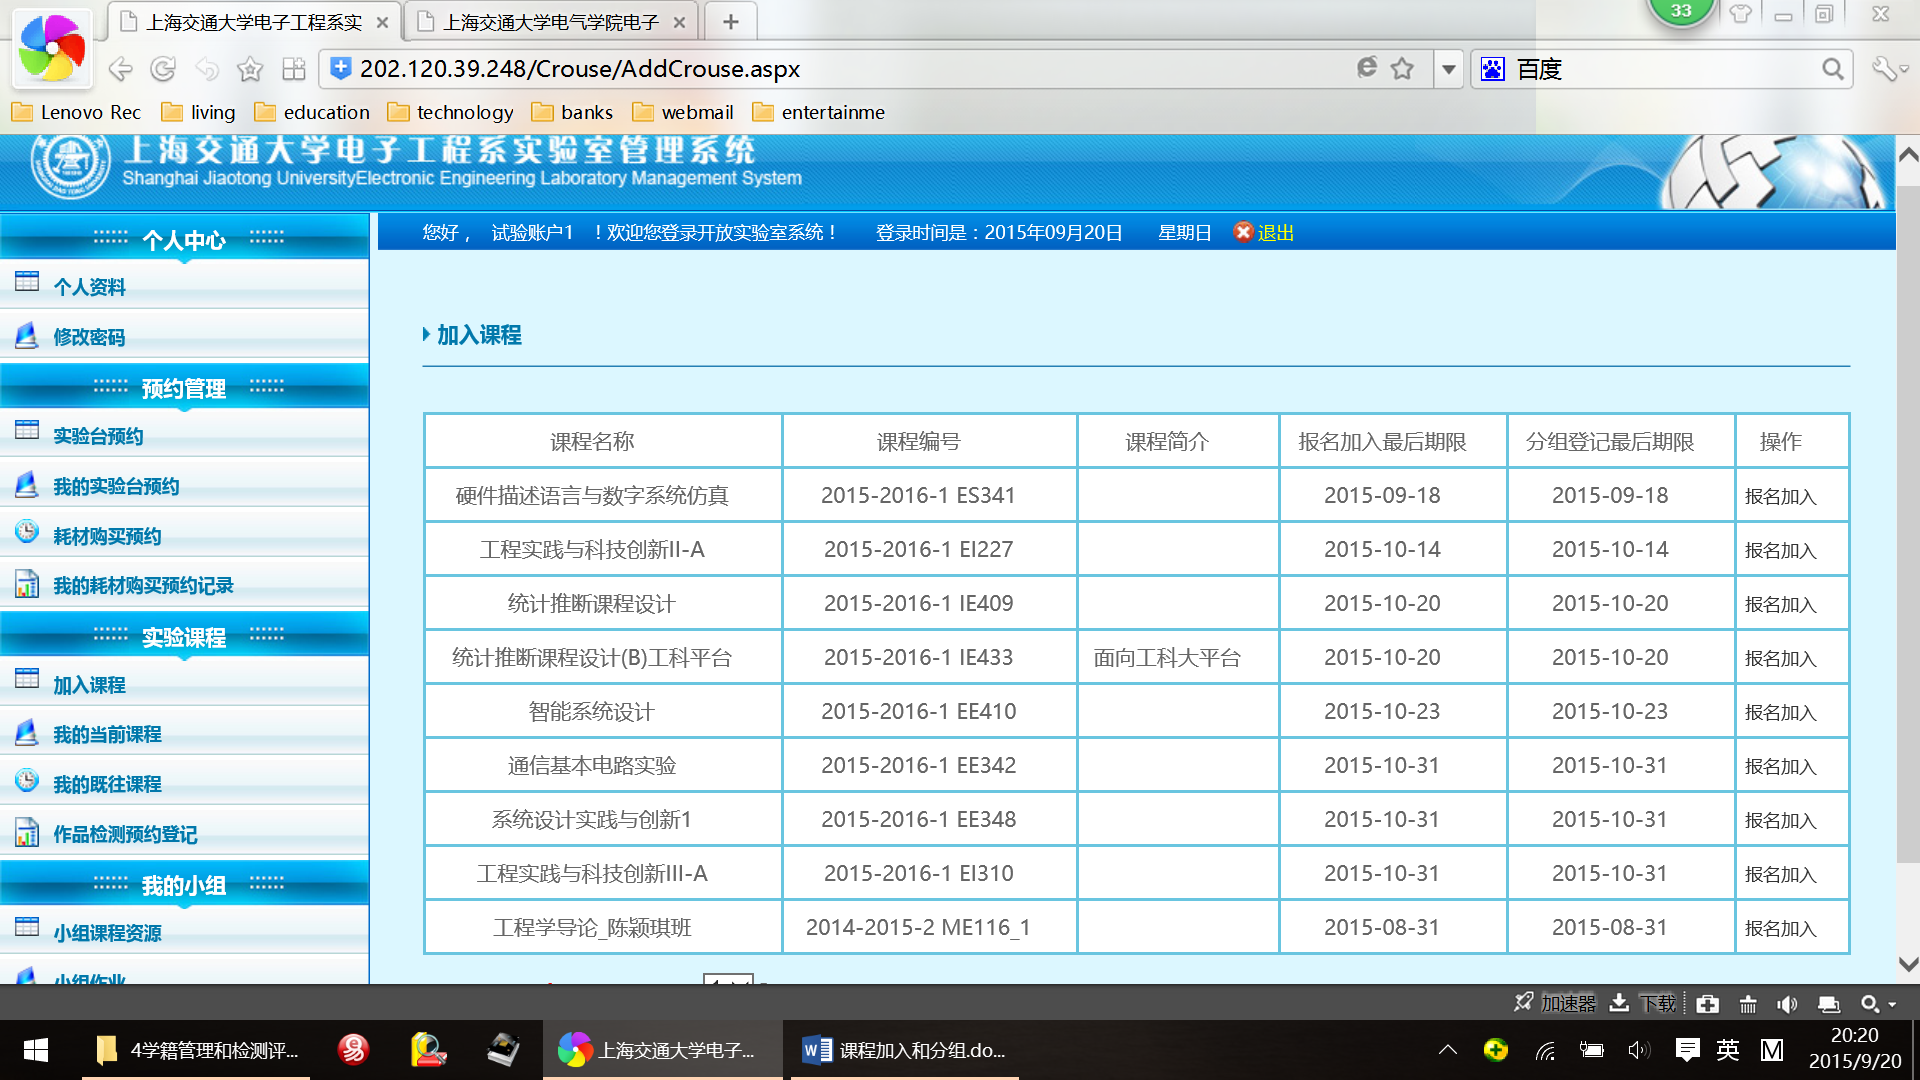 上海交通大学电子工程系实
上海交通大学电气学院电子
33
202.120.39.248/Crouse/AddCrouse.aspx
百度
Lenovo Rec living education technology banks webmail entertainme
上海交通大学电子工程系实验室管理系统
Shanghai Jiaotong UniversityElectronic Engineering Laboratory Management System
您好， 试验账户1 ！欢迎您登录开放实验室系统！ 登录时间是：2015年09月20日 星期日 退出
个人中心
个人资料
修改密码
预约管理
实验台预约
我的实验台预约
耗材购买预约
我的耗材购买预约记录
实验课程
加入课程
我的当前课程
我的既往课程
作品检测预约登记
我的小组
小组课程资源
小组作业
加入课程
课程名称 课程编号 课程简介 报名加入最后期限 分组登记最后期限 操作
硬件描述语言与数字系统仿真 2015-2016-1 ES341 2015-09-18 2015-09-18 报名加入
工程实践与科技创新II-A 2015-2016-1 EI227 2015-10-14 2015-10-14 报名加入
统计推断课程设计 2015-2016-1 IE409 2015-10-20 2015-10-20 报名加入
统计推断课程设计(B)工科平台 2015-2016-1 IE433 面向工科大平台 2015-10-20 2015-10-20 报名加入
智能系统设计 2015-2016-1 EE410 2015-10-23 2015-10-23 报名加入
通信基本电路实验 2015-2016-1 EE342 2015-10-31 2015-10-31 报名加入
系统设计实践与创新1 2015-2016-1 EE348 2015-10-31 2015-10-31 报名加入
工程实践与科技创新III-A 2015-2016-1 EI310 2015-10-31 2015-10-31 报名加入
工程学导论_陈颖琪班 2014-2015-2 ME116_1 2015-08-31 2015-08-31 报名加入
加速器 下载
4学籍管理和检测评...
上海交通大学电子...
课程加入和分组.do...
英
20:20
2015/9/20